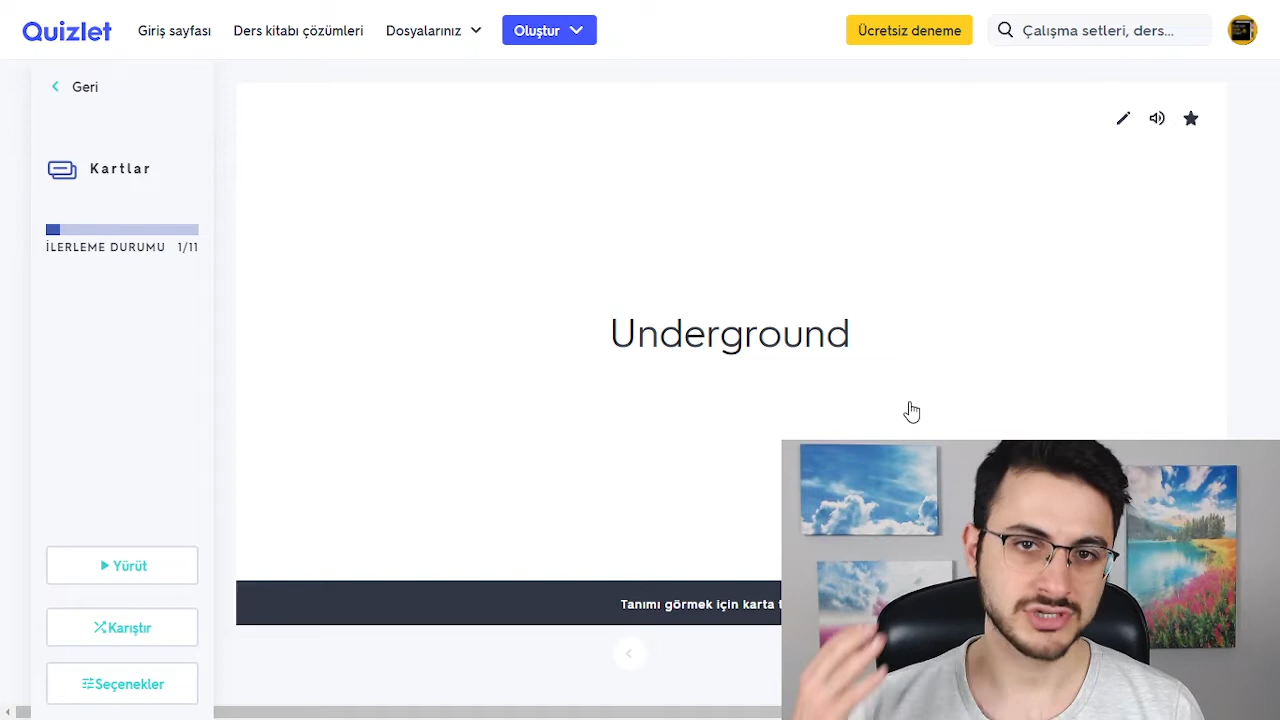 Quizlet
Giriş sayfası
Ders kitabı çözümleri
Dosyalarınız
Oluştur
Ücretsiz deneme
Çalışma setleri, ders...
Geri
Kartlar
İLERLEME DURUMU 1/11
Underground
Yürüt
Karıştır
Seçenekler
Tanımı görmek için karta